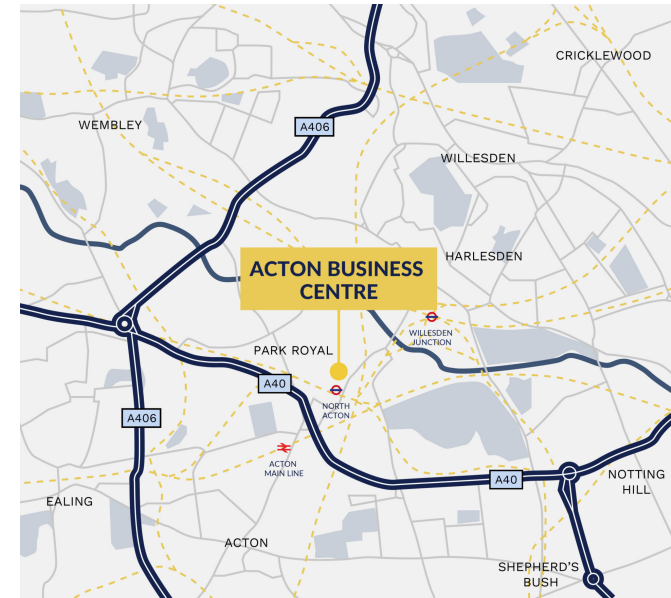 CRICKLEWOOD
WEMBLEY
A406
WILLESDEN
HARLESDEN
ACTON BUSINESS
CENTRE
WILLESDEN
JUNCTION
PARK ROYAL
A40
NORTH
ACTON
A406
ACTON
MAIN LINE
A40
NOTTING
HILL
EALING
ACTON
SHEPHERD'S
BUSH